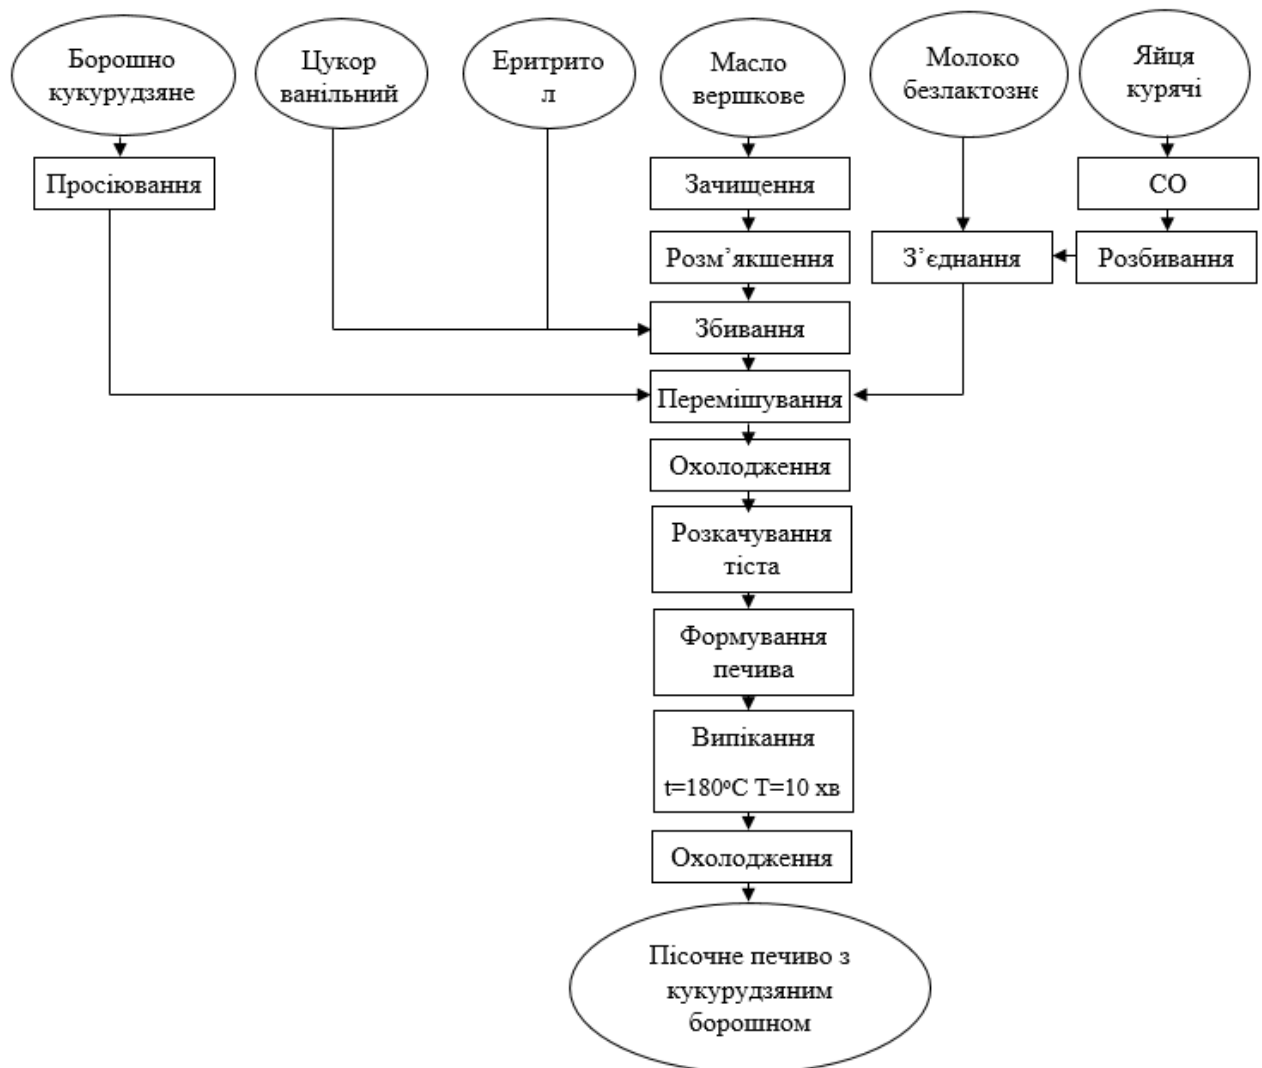 Борошно
кукурудзяне
Цукор
ванільний
Еритрито
л
Масло
вершкове
Молоко
безлактозне
Яйця
курячі
Просіювання
Зачищення
СО
Розм’якшення
З’єднання
Розбивання
Збивання
Перемішування
Охолодження
Розкачування
тіста
Формування
печива
Випікання
t=180ºC T=10 хв
Охолодження
Пісочне печиво з
кукурудзяним
борошном